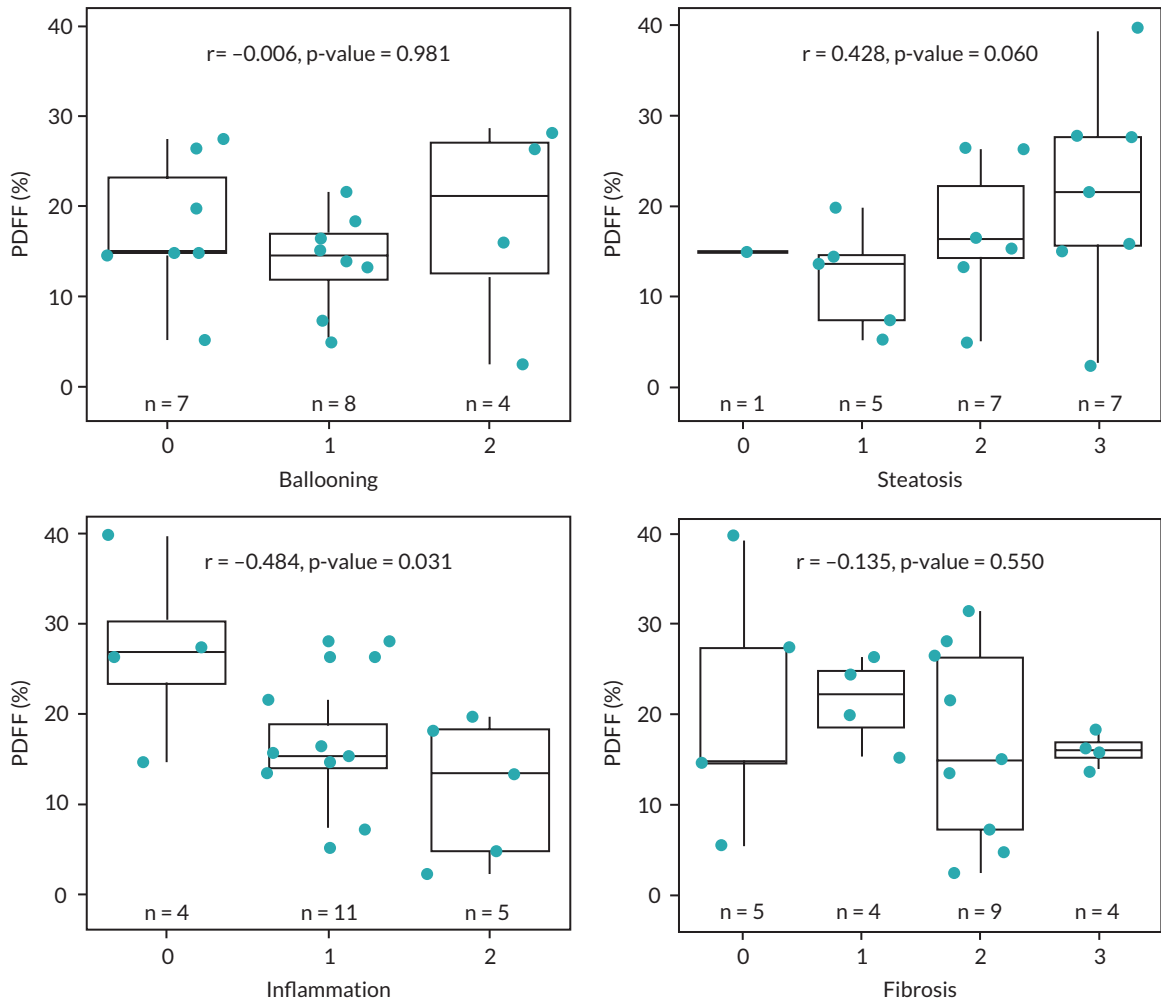 r= –0.006, p-value = 0.981
PDFF (%)
40
30
20
10
0
n = 7
n = 8
n = 4
0
1
2
Ballooning
r = 0.428, p-value = 0.060
PDFF (%)
40
30
20
10
0
n = 1
n = 5
n = 7
n = 7
0
1
2
3
Steatosis
r = –0.484, p-value = 0.031
PDFF (%)
40
30
20
10
0
n = 4
n = 11
n = 5
0
1
2
Inflammation
r = –0.135, p-value = 0.550
PDFF (%)
40
30
20
10
0
n = 5
n = 4
n = 9
n = 4
0
1
2
3
Fibrosis